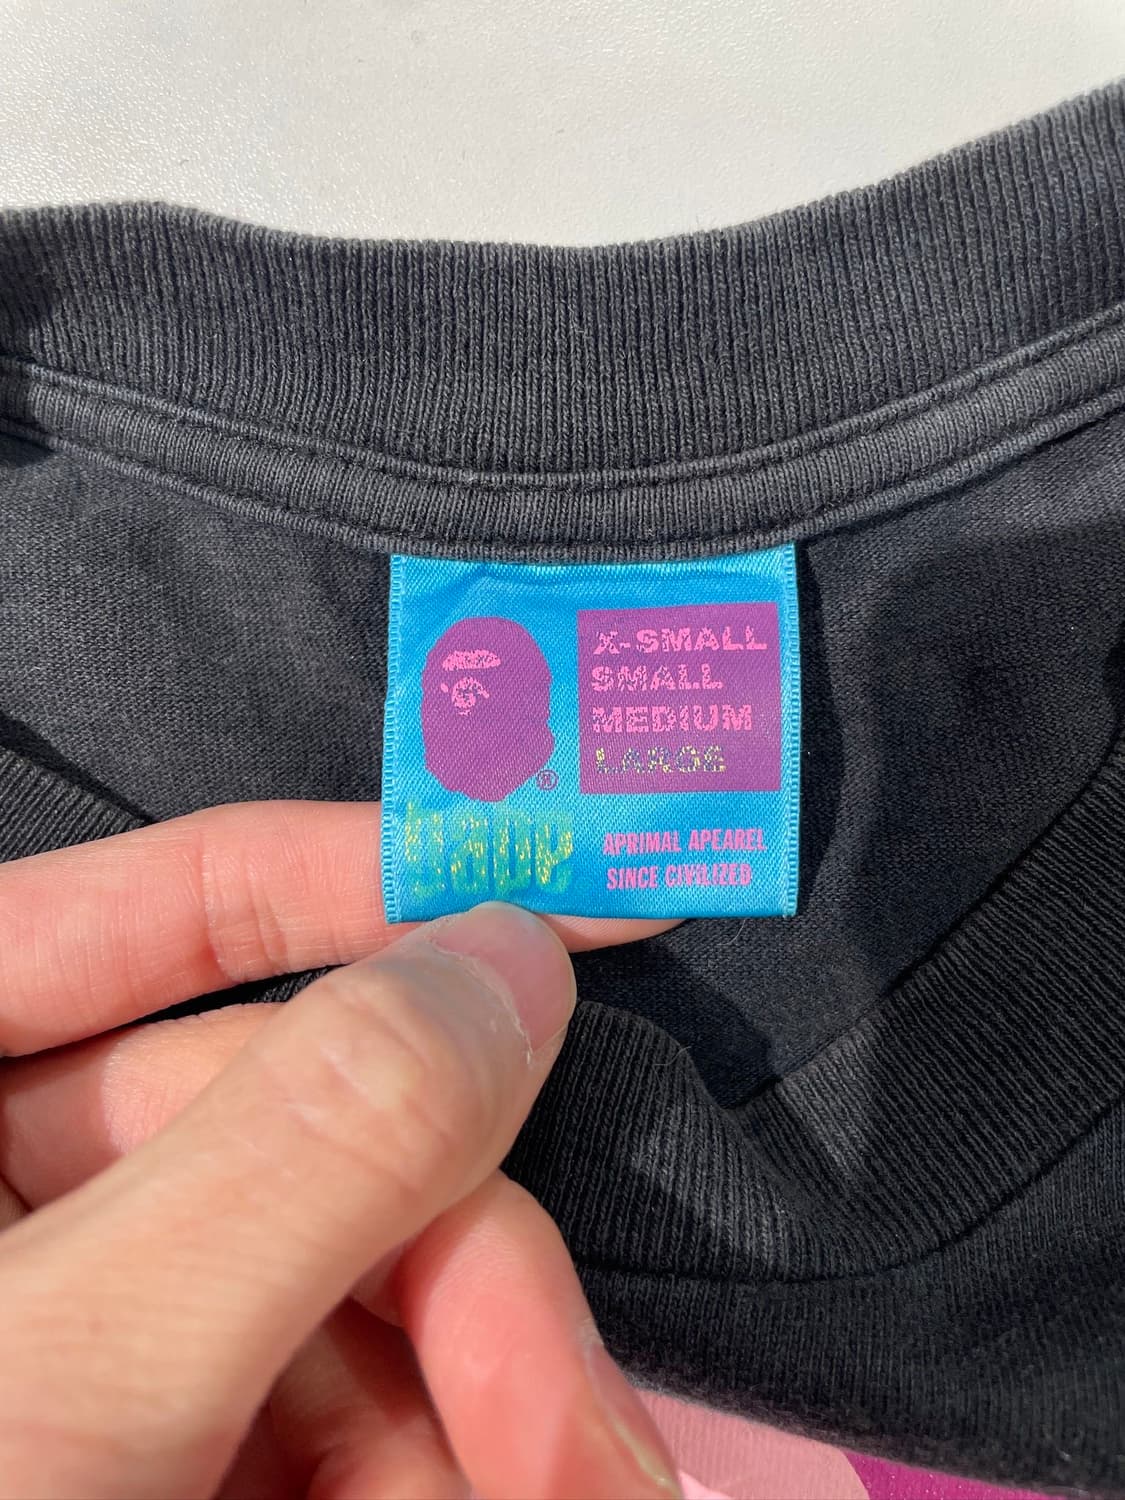 X-SMALL
SMALL
MEDIUM
LARGE
®
bape
APRIMAL APEAREL
SINCE CIVILIZED